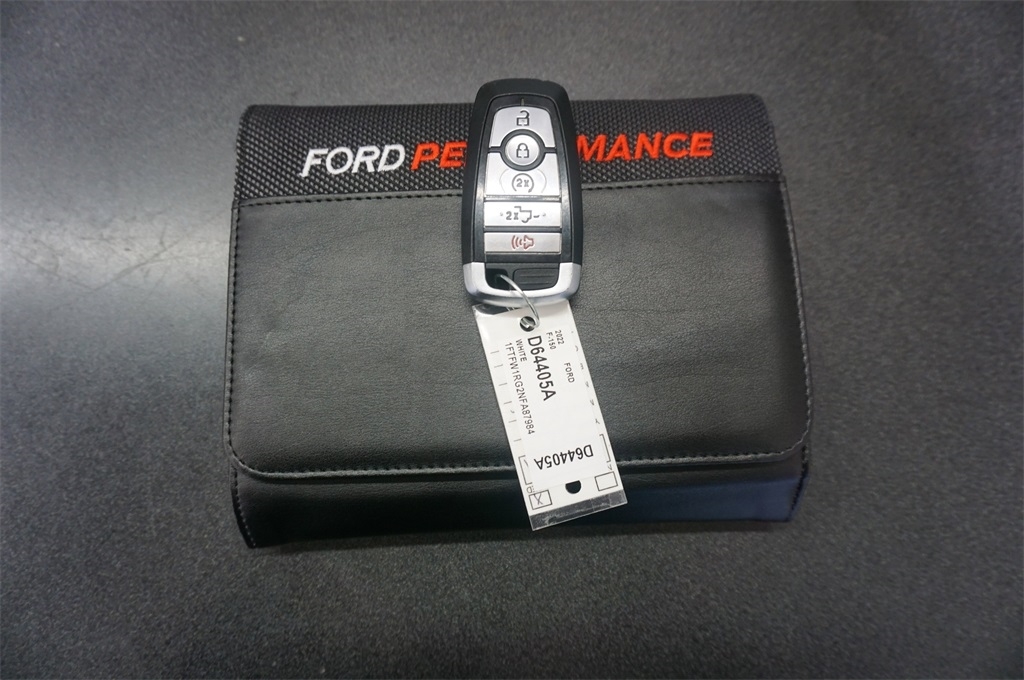 FORD PE MANCE
2x
2x
2022
F-150
FORD
D64405A
WHITE
1FTFW1RG2NFA87984
D64405A